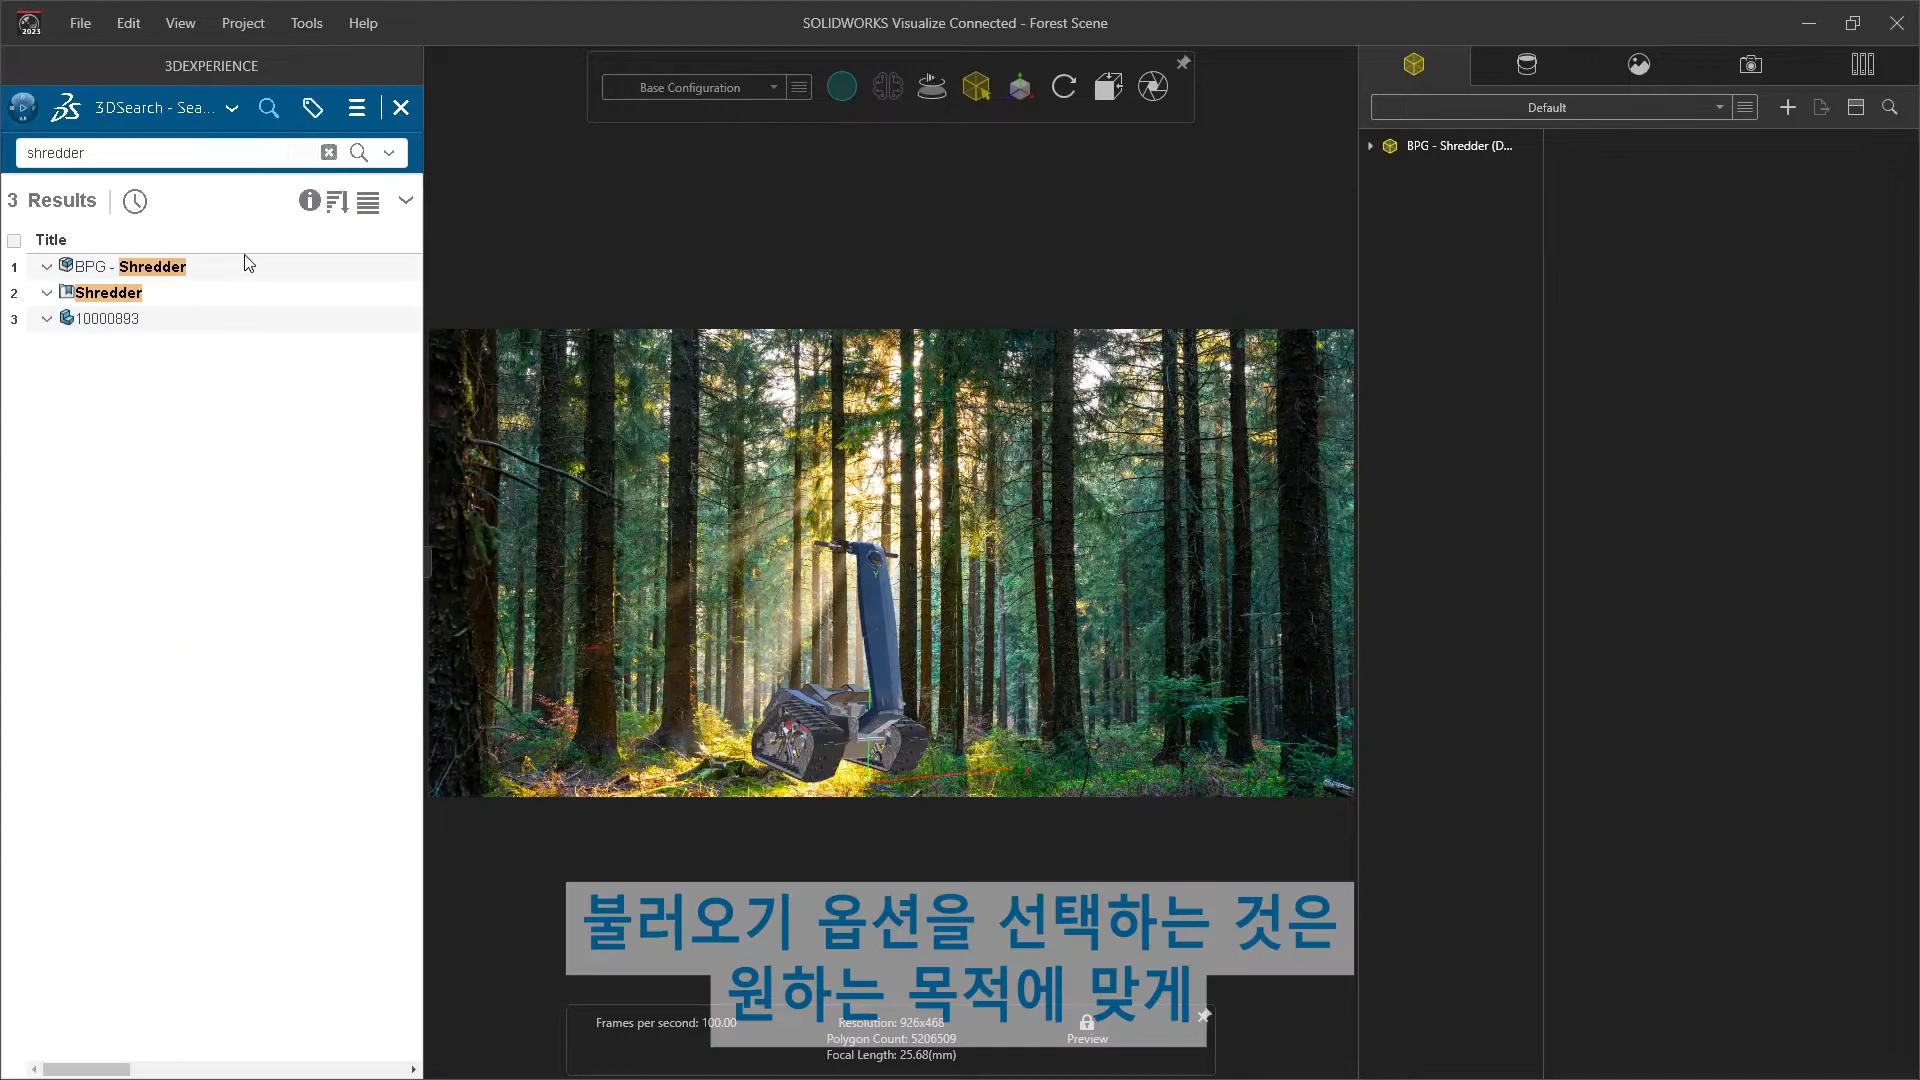 2023
File Edit View Project Tools Help
SOLIDWORKS Visualize Connected - Forest Scene
3DEXPERIENCE
3DSearch - Sea...
shredder
3 Results
Title
1 BPG - Shredder
2 Shredder
3 10000893
Base Configuration
Default
BPG - Shredder (D...
Y
불러오기 옵션을 선택하는 것은
원하는 목적에 맞게
Frames per second: 100.00
Resolution: 926x468
Polygon Count: 5206509
Focal Length: 25.68(mm)
Preview